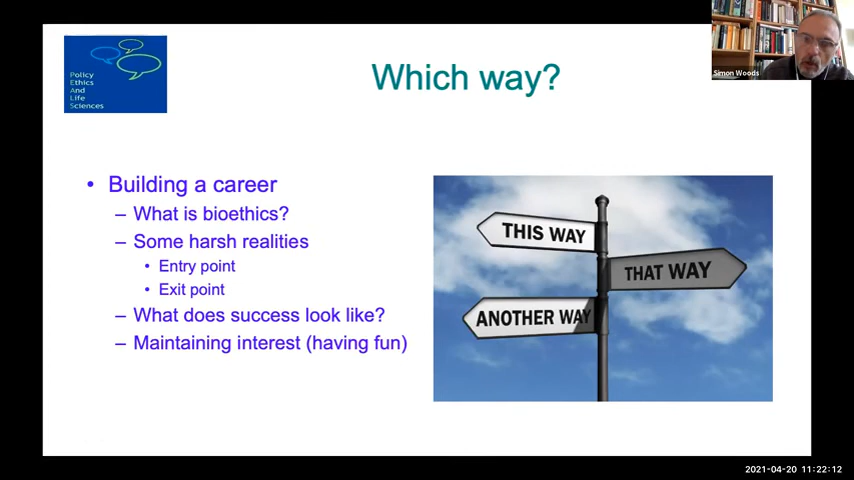 Policy
Ethics
And
Life
Sciences
Which way?
Simon Woods
• Building a career
– What is bioethics?
– Some harsh realities
• Entry point
• Exit point
– What does success look like?
– Maintaining interest (having fun)
THIS WAY
THAT WAY
ANOTHER WAY
2021-04-20 11:22:12